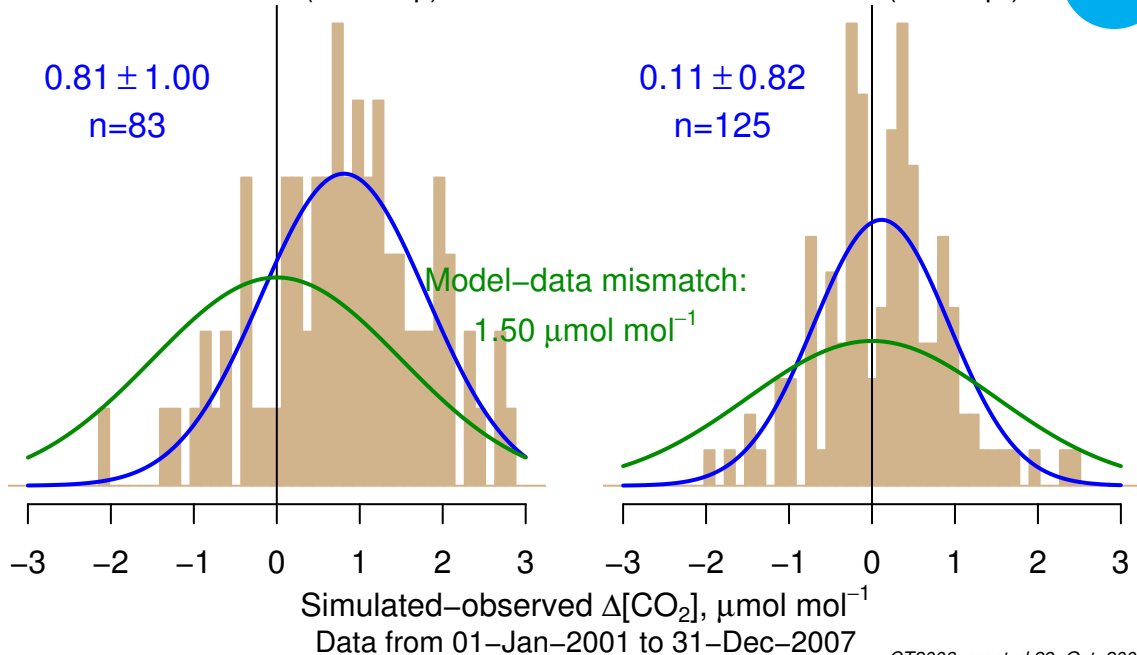 0.81 ± 1.00
n=83
0.11 ± 0.82
n=125
Model−data mismatch:
1.50 μmol mol⁻¹
−3 −2 −1 0 1 2 3
−3 −2 −1 0 1 2 3
Simulated−observed Δ[CO₂], μmol mol⁻¹
Data from 01−Jan−2001 to 31−Dec−2007